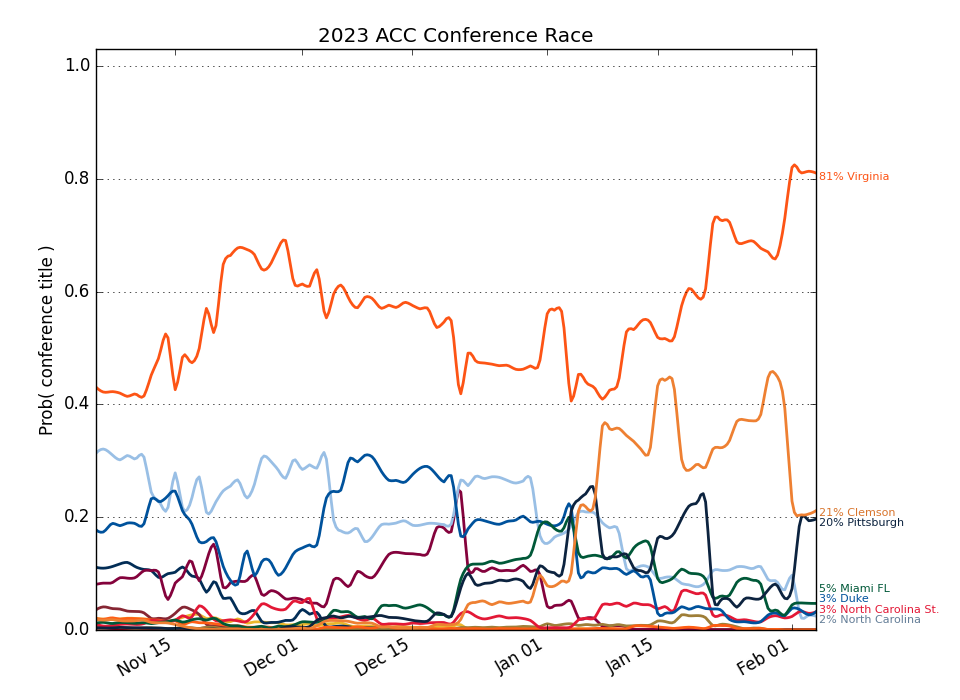 2023 ACC Conference Race
Prob( conference title )
1.0
0.8
0.6
0.4
0.2
0.0
81% Virginia
21% Clemson
20% Pittsburgh
5% Miami FL
3% Duke
3% North Carolina St.
2% North Carolina
Nov 15
Dec 01
Dec 15
Jan 01
Jan 15
Feb 01